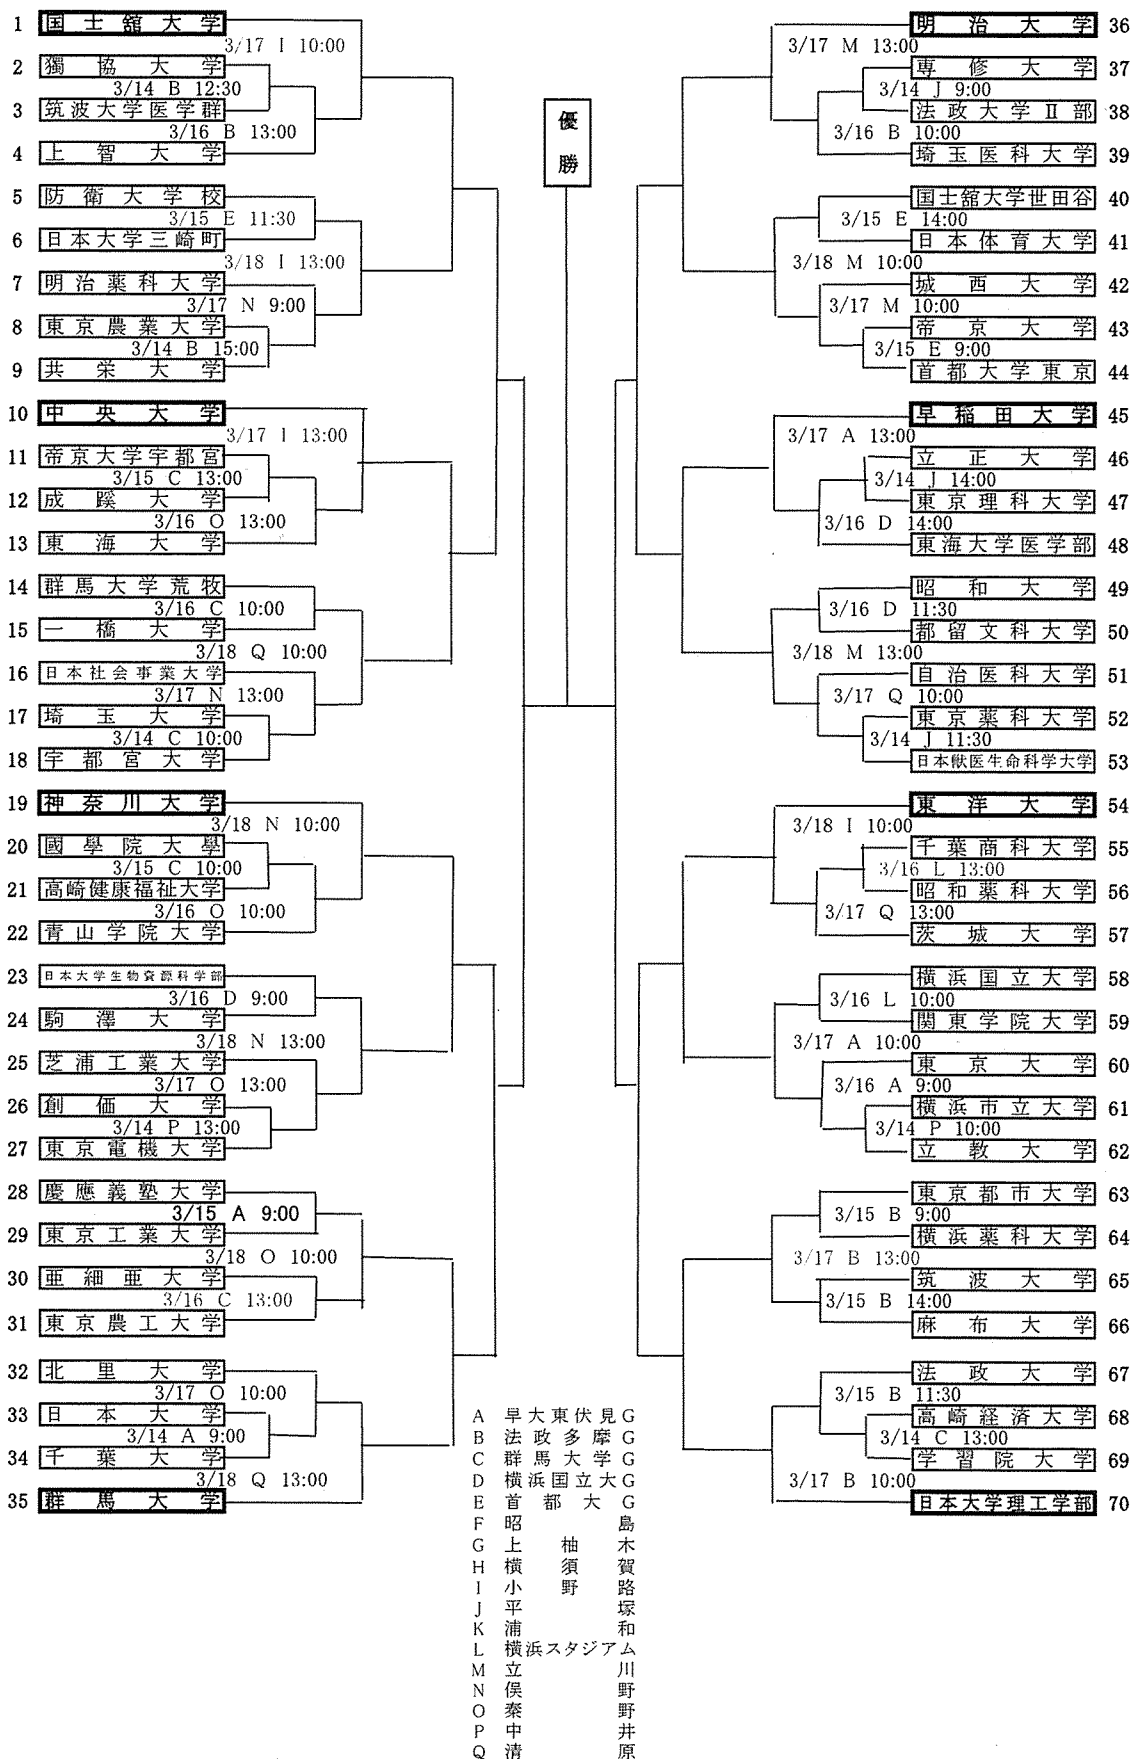 1 国士舘大学
3/17 I 10:00
2 獨協大学
3/14 B 12:30
3 筑波大学医学群
3/16 B 13:00
4 上智大学
5 防衛大学校
3/15 E 11:30
6 日本大学三崎町
3/18 I 13:00
7 明治薬科大学
3/17 N 9:00
8 東京農業大学
3/14 B 15:00
9 共栄大学
10 中央大学
3/17 I 13:00
11 帝京大学宇都宮
3/15 C 13:00
12 成蹊大学
3/16 O 13:00
13 東海大学
14 群馬大学荒牧
3/16 C 10:00
15 一橋大学
3/18 Q 10:00
16 日本社会事業大学
3/17 N 13:00
17 埼玉大学
3/14 C 10:00
18 宇都宮大学
19 神奈川大学
3/18 N 10:00
20 國學院大學
3/15 C 10:00
21 高崎健康福祉大学
3/16 O 10:00
22 青山学院大学
23 日本大学生物資源科学部
3/16 D 9:00
24 駒澤大学
3/18 N 13:00
25 芝浦工業大学
3/17 O 13:00
26 創価大学
3/14 P 13:00
27 東京電機大学
28 慶應義塾大学
3/15 A 9:00
29 東京工業大学
3/18 O 10:00
30 亜細亜大学
3/16 C 13:00
31 東京農工大学
32 北里大学
3/17 O 10:00
33 日本大学
3/14 A 9:00
34 千葉大学
3/18 Q 13:00
35 群馬大学
優勝
明治大学 36
3/17 M 13:00
専修大学 37
3/14 J 9:00
法政大学Ⅱ部 38
3/16 B 10:00
埼玉医科大学 39
国士舘大学世田谷 40
3/15 E 14:00
日本体育大学 41
3/18 M 10:00
城西大学 42
3/17 M 10:00
帝京大学 43
3/15 E 9:00
首都大学東京 44
早稲田大学 45
3/17 A 13:00
立正大学 46
3/14 J 14:00
東京理科大学 47
3/16 D 14:00
東海大学医学部 48
昭和大学 49
3/16 D 11:30
都留文科大学 50
3/18 M 13:00
自治医科大学 51
3/17 Q 10:00
東京薬科大学 52
3/14 J 11:30
日本獣医生命科学大学 53
東洋大学 54
3/18 I 10:00
千葉商科大学 55
3/16 L 13:00
昭和薬科大学 56
3/17 Q 13:00
茨城大学 57
横浜国立大学 58
3/16 L 10:00
関東学院大学 59
3/17 A 10:00
東京大学 60
3/16 A 9:00
横浜市立大学 61
3/14 P 10:00
立教大学 62
東京都市大学 63
3/15 B 9:00
横浜薬科大学 64
3/17 B 13:00
筑波大学 65
3/15 B 14:00
麻布大学 66
法政大学 67
3/15 B 11:30
高崎経済大学 68
3/14 C 13:00
学習院大学 69
3/17 B 10:00
日本大学理工学部 70
A 早大東伏見G
B 法政多摩G
C 群馬大学G
D 横浜国立大G
E 首都大G
F 昭島
G 上柚木
H 横須賀
I 小野路
J 平塚
K 浦和
L 横浜スタジアム
M 立川
N 俣野
O 秦野
P 中井
Q 清原